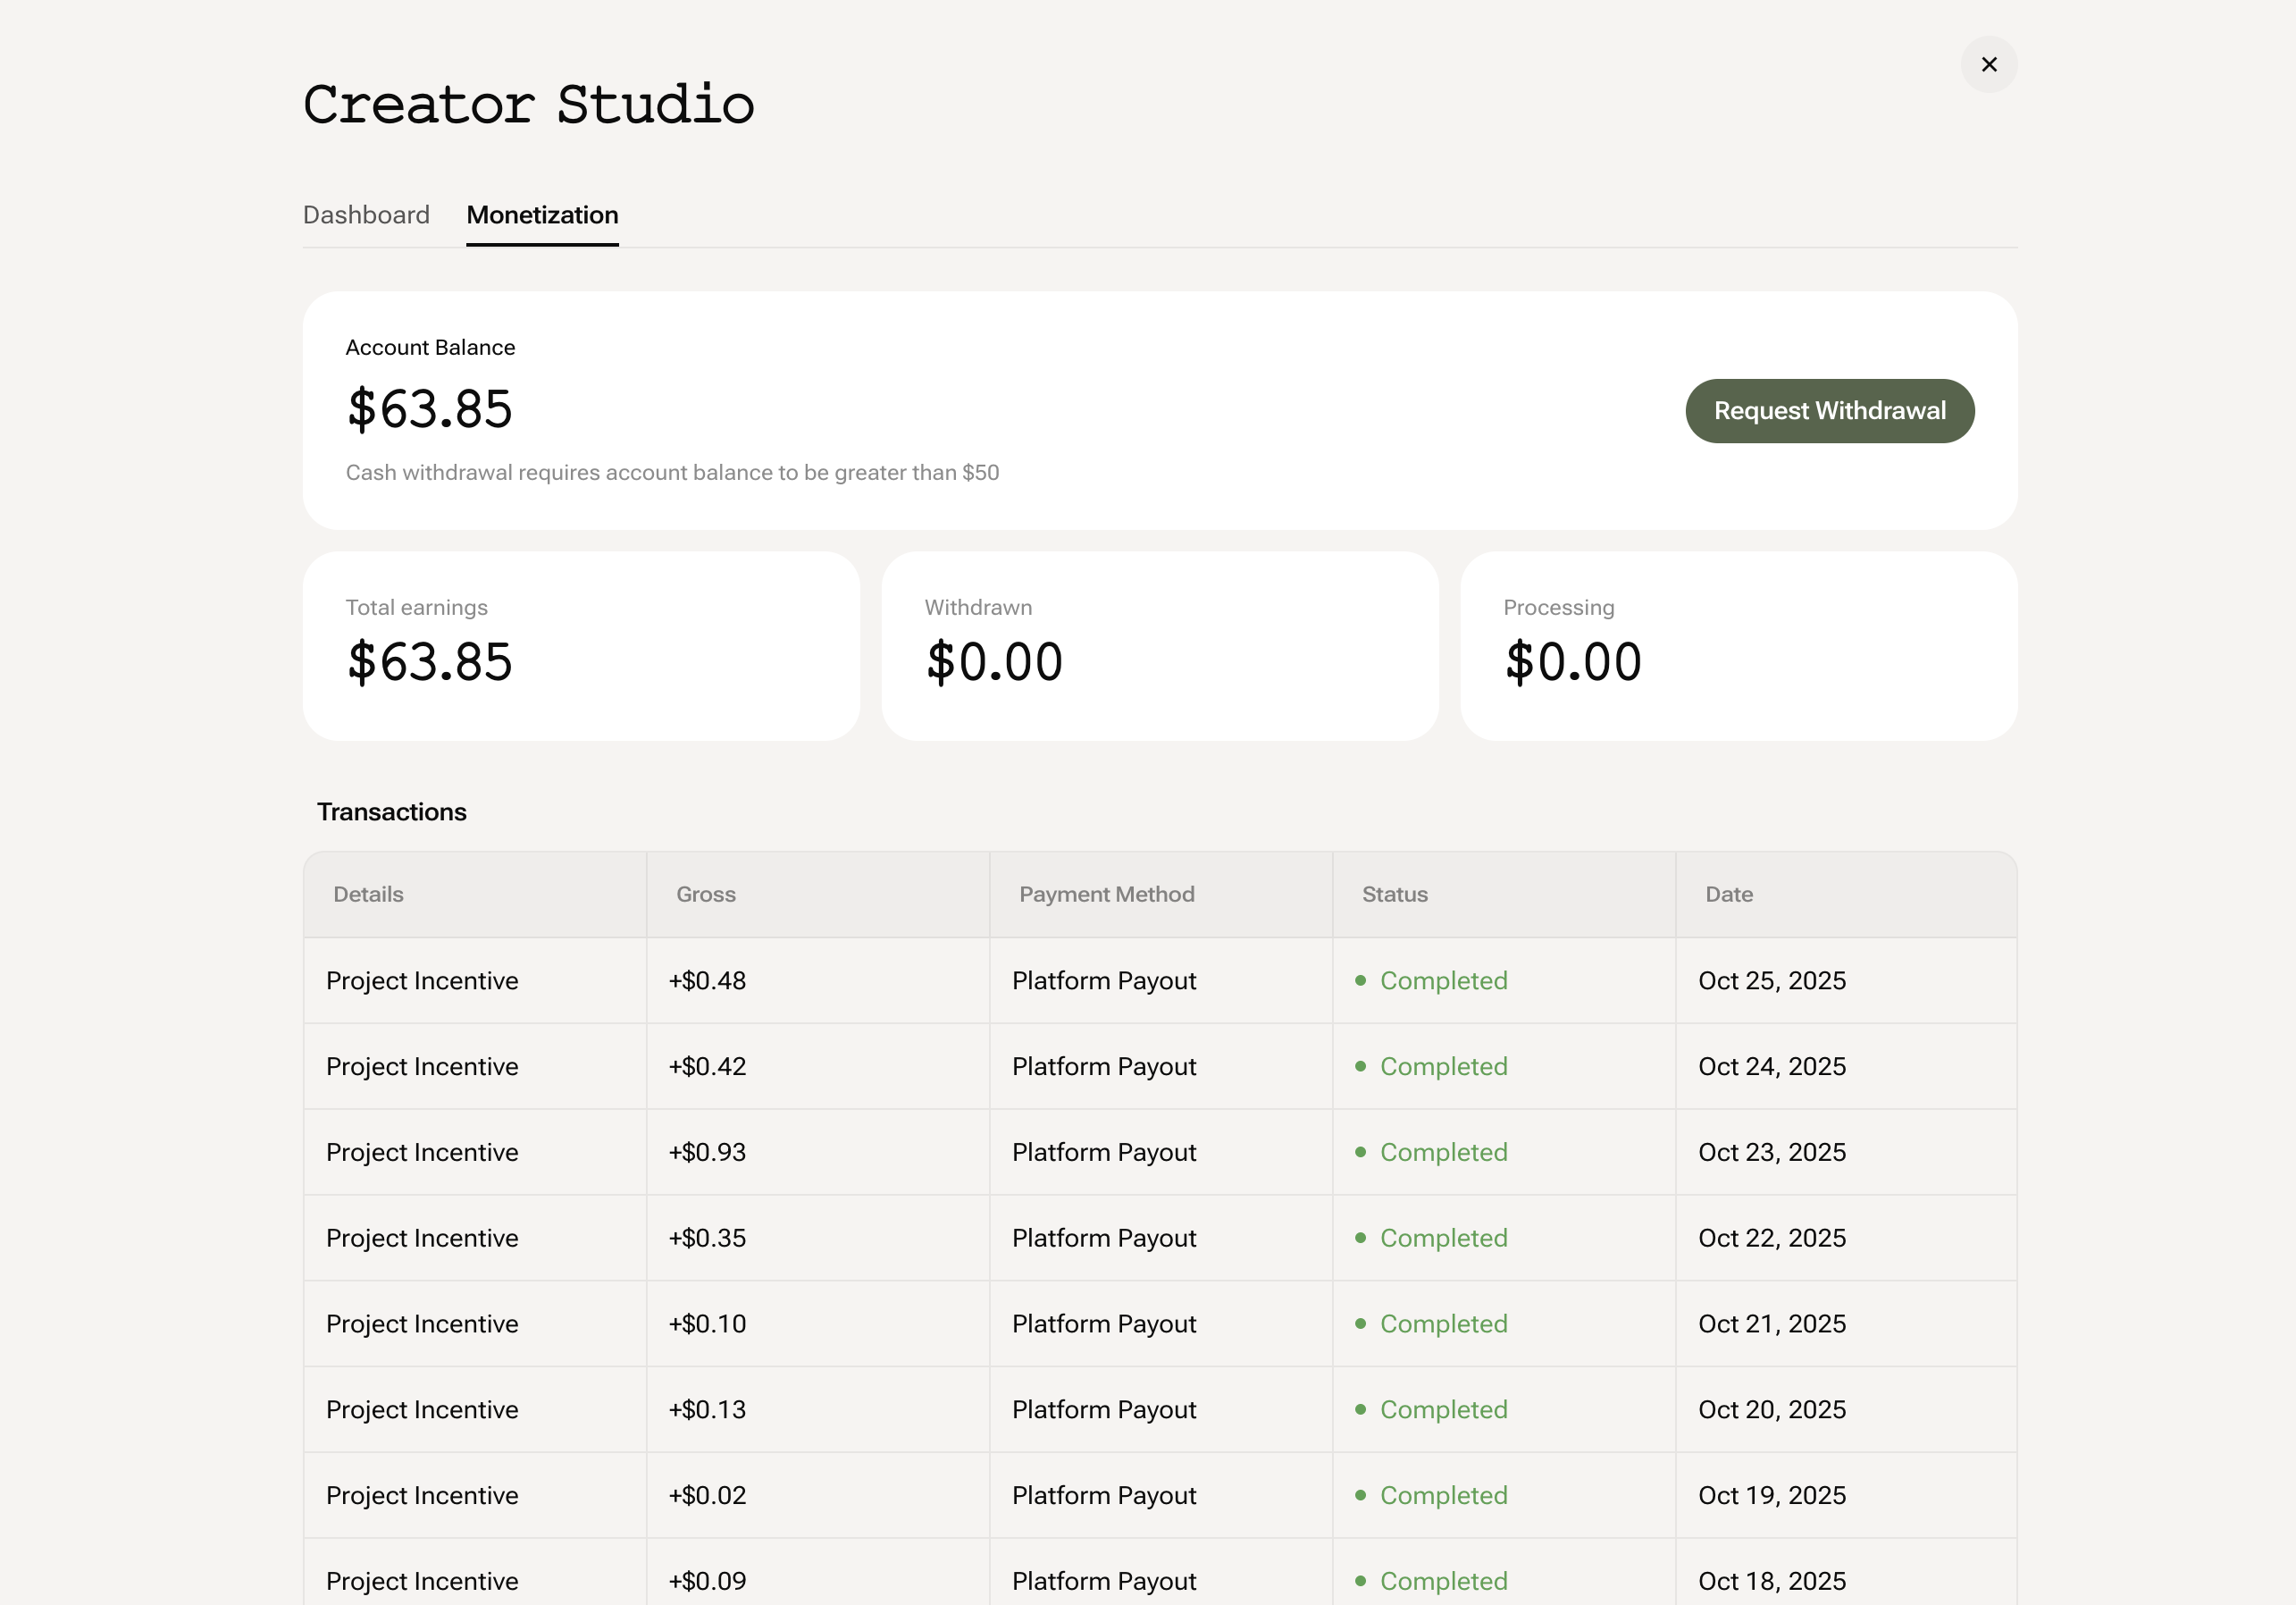 Creator Studio
Dashboard Monetization
Account Balance
$63.85
Request Withdrawal
Cash withdrawal requires account balance to be greater than $50
Total earnings Withdrawn Processing
$63.85 $0.00 $0.00
Transactions
Details Gross Payment Method Status Date
Project Incentive +$0.48 Platform Payout Completed Oct 25, 2025
Project Incentive +$0.42 Platform Payout Completed Oct 24, 2025
Project Incentive +$0.93 Platform Payout Completed Oct 23, 2025
Project Incentive +$0.35 Platform Payout Completed Oct 22, 2025
Project Incentive +$0.10 Platform Payout Completed Oct 21, 2025
Project Incentive +$0.13 Platform Payout Completed Oct 20, 2025
Project Incentive +$0.02 Platform Payout Completed Oct 19, 2025
Project Incentive +$0.09 Platform Payout Completed Oct 18, 2025